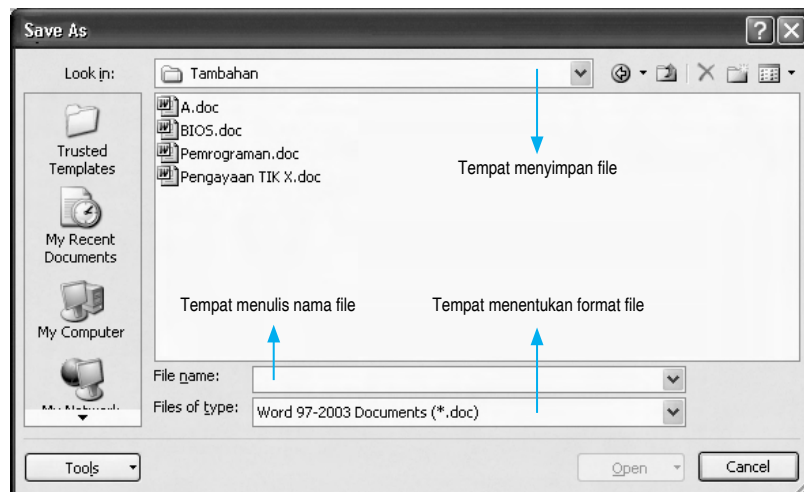 Save As
Look in:
Tambahan
A.doc
BIOS.doc
Pemrograman.doc
Pengayaan TIK X.doc
Trusted
Templates
My Recent
Documents
My Computer
Tempat menyimpan file
Tempat menulis nama file
Tempat menentukan format file
File name:
Files of type:
Word 97-2003 Documents (*.doc)
Tools
Open
Cancel